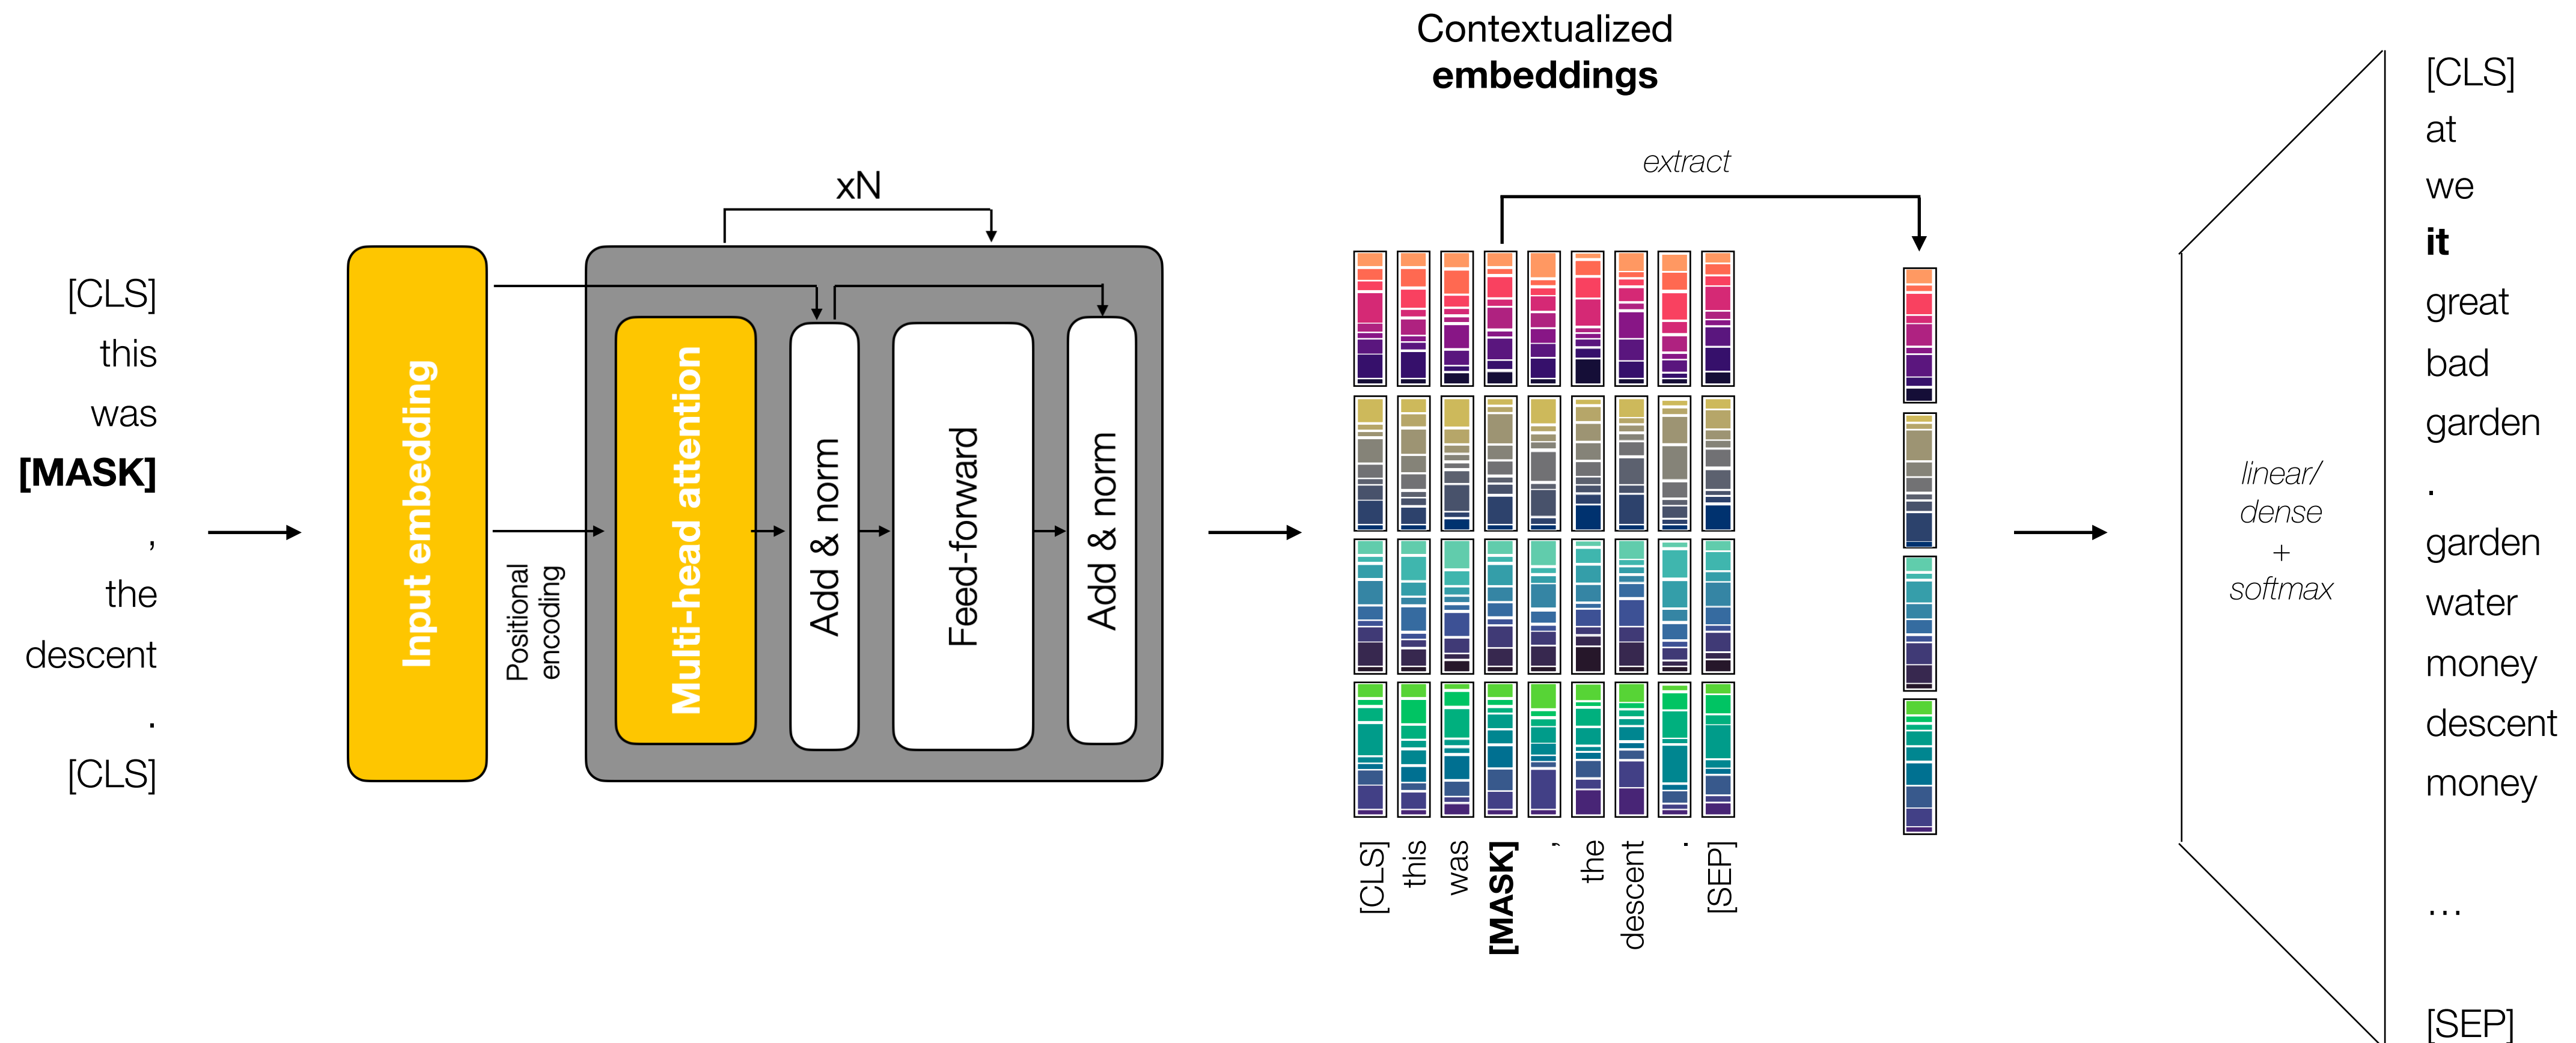 Contextualized
embeddings
extract
xN
[CLS]
this
was
[MASK]
,
the
descent
.
[CLS]
Input embedding
Positional
encoding
Multi-head attention
Add & norm
Feed-forward
Add & norm
[CLS]
this
was
[MASK]
,
the
descent
.
[SEP]
linear/
dense
+
softmax
[CLS]
at
we
it
great
bad
garden
.
garden
water
money
descent
money
...
[SEP]